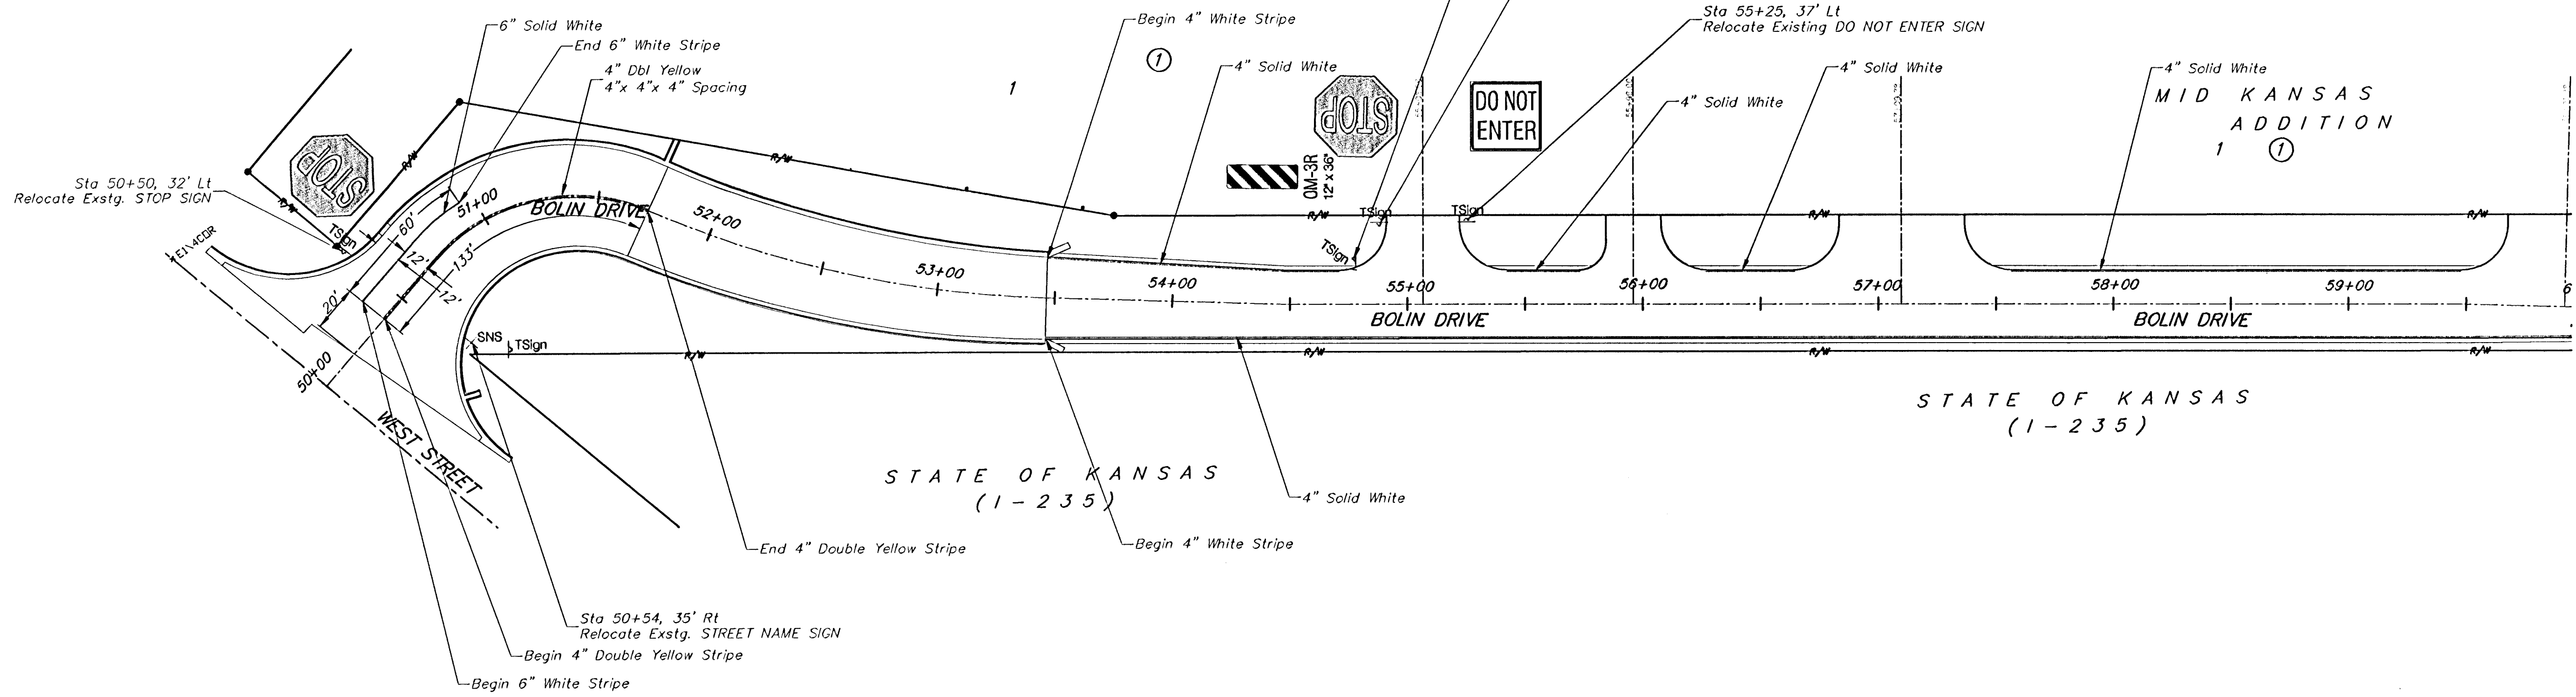 6" Solid White
End 6" White Stripe
4" Dbl Yellow
4"x 4"x 4" Spacing
Begin 4" White Stripe
1
1
4" Solid White
Sta 55+25, 37' Lt
Relocate Existing DO NOT ENTER SIGN
4" Solid White
4" Solid White
4" Solid White
MID KANSAS
ADDITION
1
1
STOP
DO NOT
ENTER
OM-3R
12" x 36"
STOP
Sta 50+50, 32' Lt
Relocate Exstg. STOP SIGN
R/W
R/W
R/W
R/W
R/W
R/W
TSign
TSign
TSign
TSign
E1\4COR
60'
12'
133'
12'
20'
51+00
BOLIN DRIVE
52+00
53+00
54+00
55+00
56+00
57+00
58+00
59+00
6
BOLIN DRIVE
BOLIN DRIVE
SNS
TSign
R/W
R/W
R/W
R/W
50+00
WEST STREET
STATE OF KANSAS
(I-235)
STATE OF KANSAS
(I-235)
4" Solid White
End 4" Double Yellow Stripe
Begin 4" White Stripe
Sta 50+54, 35' Rt
Relocate Exstg. STREET NAME SIGN
Begin 4" Double Yellow Stripe
Begin 6" White Stripe